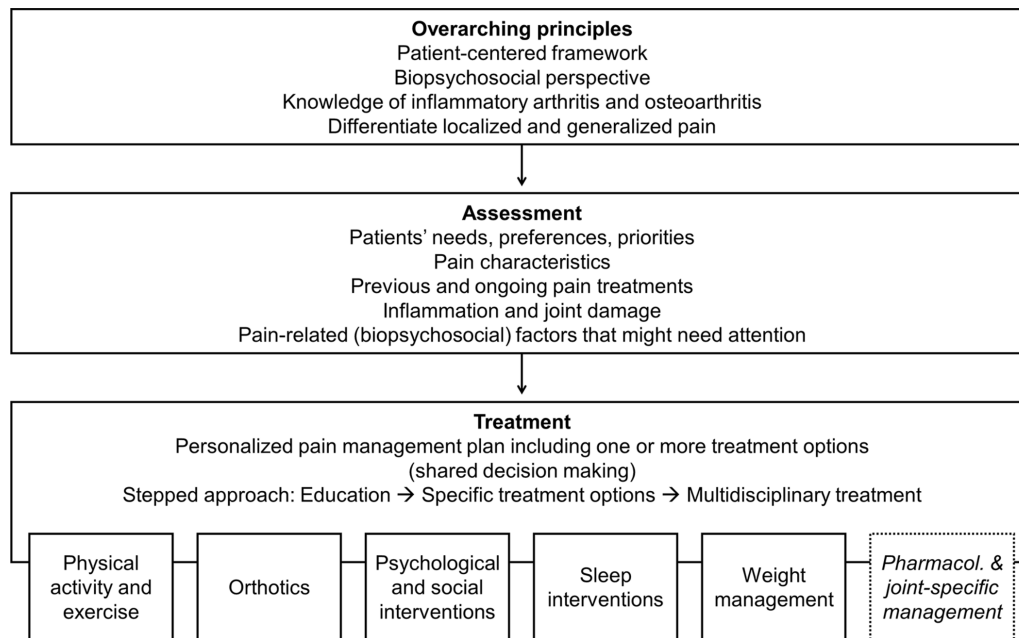 Overarching principles
Patient-centered framework
Biopsychosocial perspective
Knowledge of inflammatory arthritis and osteoarthritis
Differentiate localized and generalized pain
Assessment
Patients’ needs, preferences, priorities
Pain characteristics
Previous and ongoing pain treatments
Inflammation and joint damage
Pain-related (biopsychosocial) factors that might need attention
Treatment
Personalized pain management plan including one or more treatment options
(shared decision making)
Stepped approach: Education → Specific treatment options → Multidisciplinary treatment
Physical
activity and
exercise
Orthotics
Psychological
and social
interventions
Sleep
interventions
Weight
management
Pharmacol. &
joint-specific
management